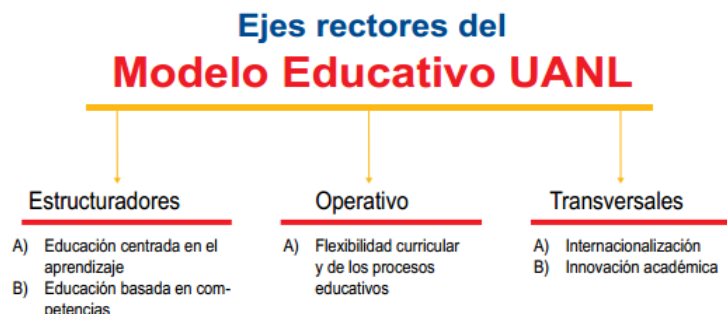 Ejes rectores del
Modelo Educativo UANL
Estructuradores
A) Educación centrada en el
aprendizaje
B) Educación basada en com-
petencias
Operativo
A) Flexibilidad curricular
y de los procesos
educativos
Transversales
A) Internacionalización
B) Innovación académica